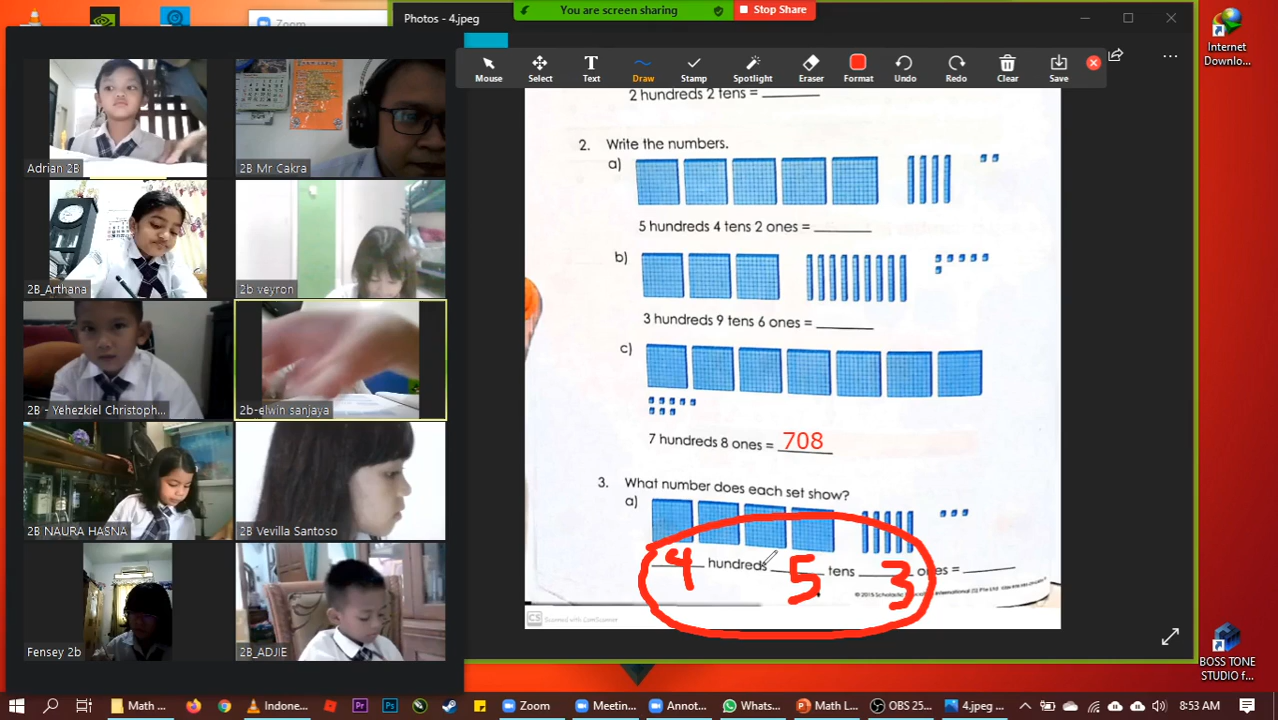 Zoom
Photos - 4.jpeg
You are screen sharing
Stop Share
Mouse
Select
Text
Draw
Stamp
Spotlight
Eraser
Format
Undo
Redo
Clear
Save
Internet
Downlo...
Adrian 2B
2B Mr Cakra
2B_Arthana
2b veyron
2B - Yehezkiel Christoph...
2b-elwin sanjaya
2B NAURA HASNA
2B Vevilla Santoso
Fensey 2b
2B_ADJIE
2 hundreds 2 tens =
2. Write the numbers.
a)
5 hundreds 4 tens 2 ones =
b)
3 hundreds 9 tens 6 ones =
c)
7 hundreds 8 ones = 708
3. What number does each set show?
a)
4 hundreds 5 tens 3 ones =
CS Scanned with CamScanner
BOSS TONE
STUDIO f...
Math ...
Indone...
Zoom
Meetin...
Annot...
Whats...
Math L...
OBS 25...
4.jpeg ...
8:53 AM